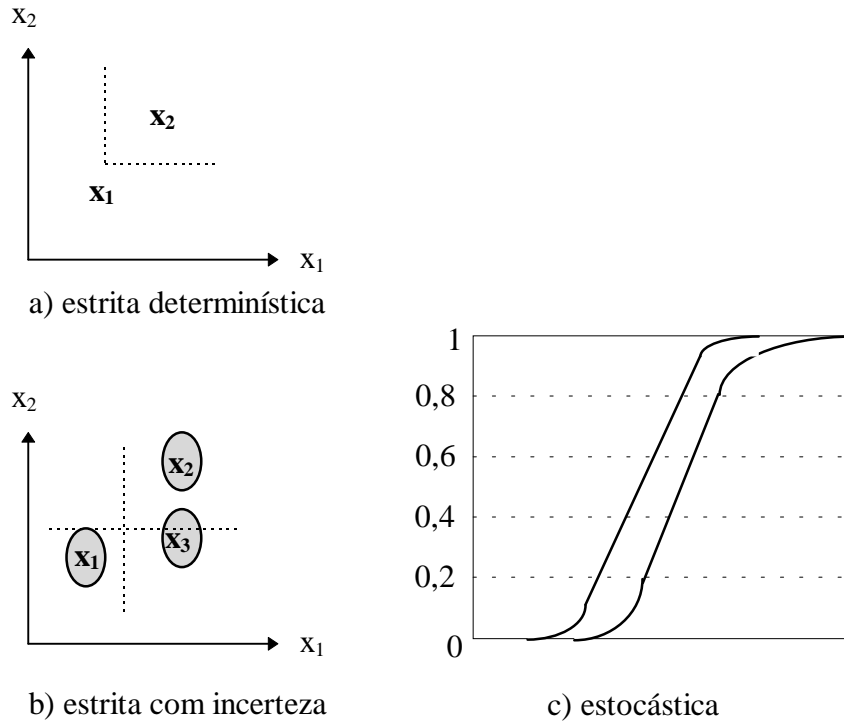 x₂
x₂
x₁
x₁
a) estrita determinística
x₂
x₂
x₃
x₁
x₁
b) estrita com incerteza
1
0,8
0,6
0,4
0,2
0
c) estocástica